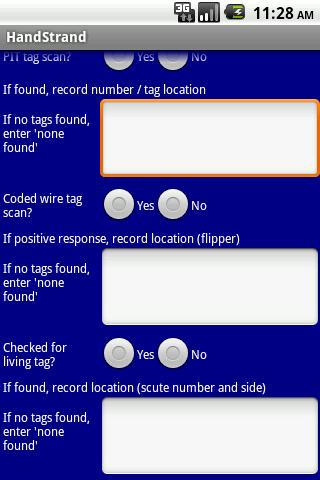 3G
11:28 AM
HandStrand
PIT tag scan?
Yes
No
If found, record number / tag location
If no tags found,
enter 'none
found'
Coded wire tag
scan?
Yes
No
If positive response, record location (flipper)
If no tags found,
enter 'none
found'
Checked for
living tag?
Yes
No
If found, record location (scute number and side)
If no tags found,
enter 'none
found'